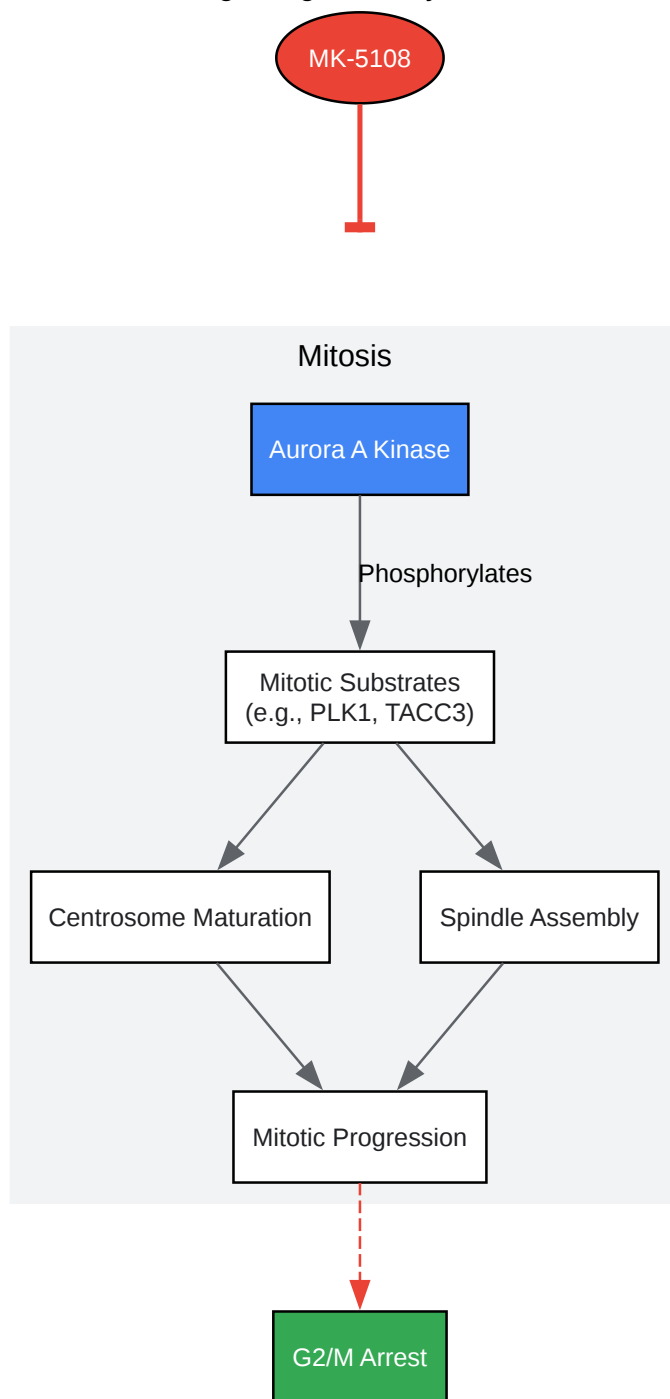 MK-5108
Mitosis
Aurora A Kinase
Phosphorylates
Mitotic Substrates
(e.g., PLK1, TACC3)
Centrosome Maturation
Spindle Assembly
Mitotic Progression
G2/M Arrest